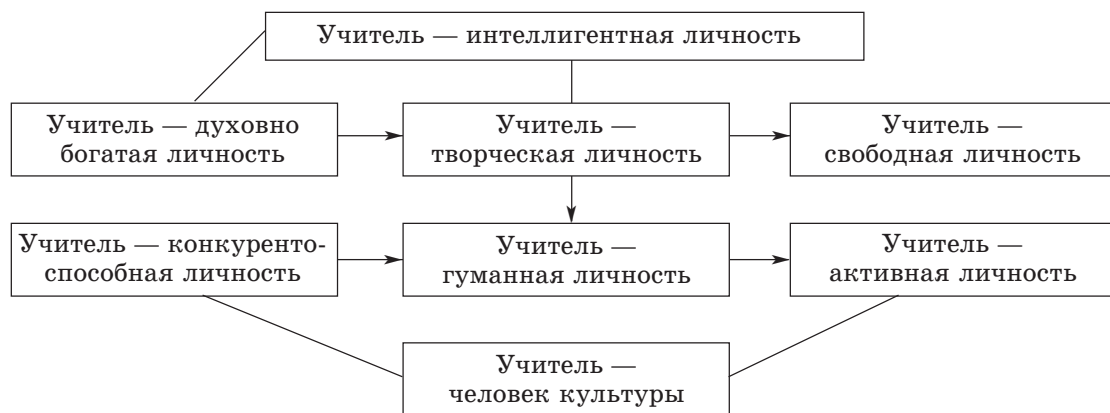 Учитель — интеллигентная личность
Учитель — духовно
богатая личность
Учитель —
творческая личность
Учитель —
свободная личность
Учитель — конкуренто-
способная личность
Учитель —
гуманная личность
Учитель —
активная личность
Учитель —
человек культуры